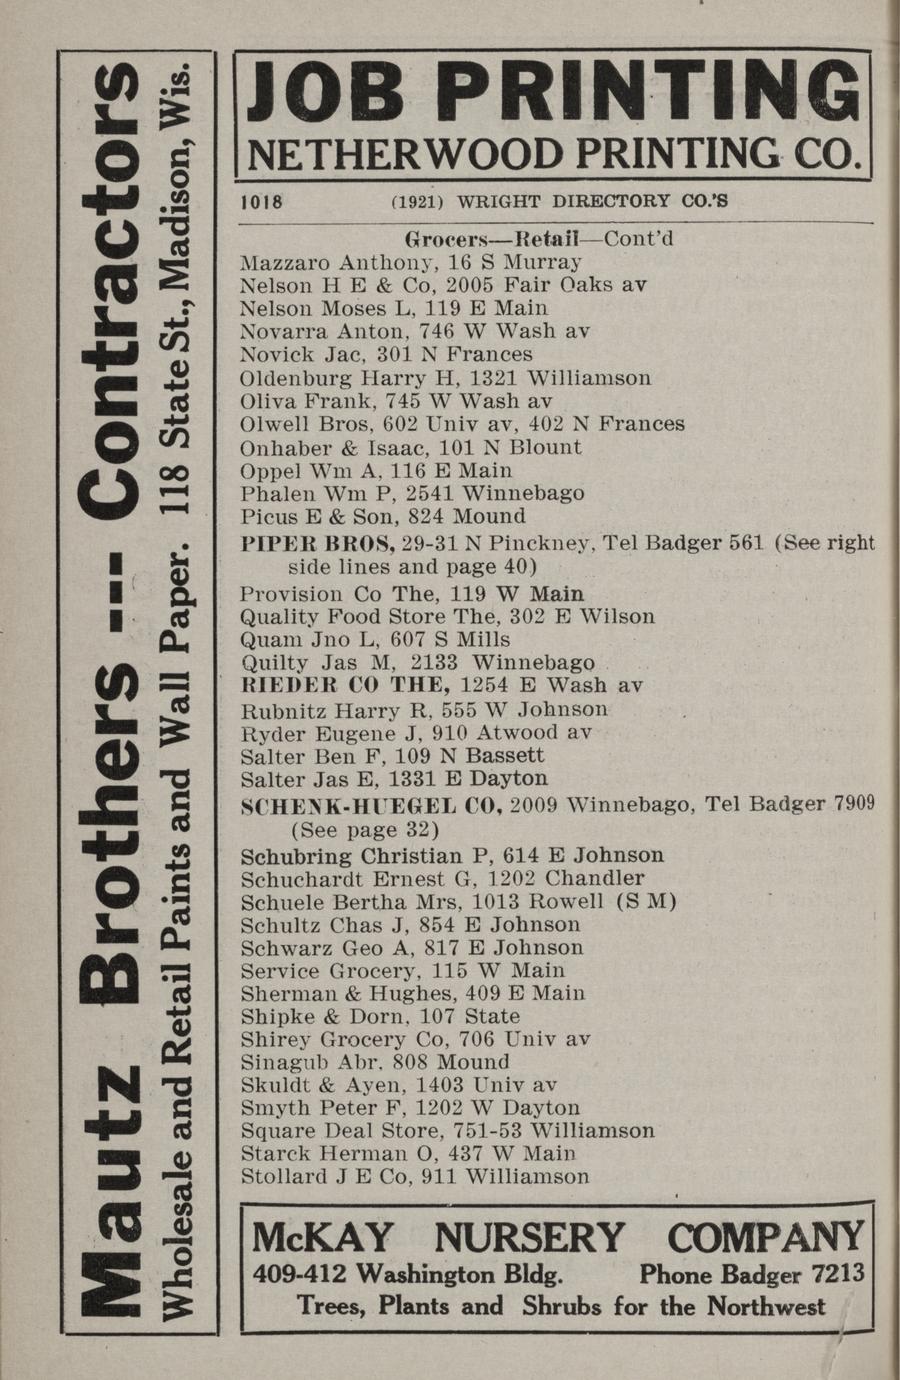 Mautz Brothers --- Contractors
Wholesale and Retail Paints and Wall Paper. 118 State St., Madison, Wis.
JOB PRINTING
NETHERWOOD PRINTING CO.
1018 (1921) WRIGHT DIRECTORY CO.'S
Grocers—Retail—Cont'd
Mazzaro Anthony, 16 S Murray
Nelson H E & Co, 2005 Fair Oaks av
Nelson Moses L, 119 E Main
Novarra Anton, 746 W Wash av
Novick Jac, 301 N Frances
Oldenburg Harry H, 1321 Williamson
Oliva Frank, 745 W Wash av
Olwell Bros, 602 Univ av, 402 N Frances
Onhaber & Isaac, 101 N Blount
Oppel Wm A, 116 E Main
Phalen Wm P, 2541 Winnebago
Picus E & Son, 824 Mound
PIPER BROS, 29-31 N Pinckney, Tel Badger 561 (See right
side lines and page 40)
Provision Co The, 119 W Main
Quality Food Store The, 302 E Wilson
Quam Jno L, 607 S Mills
Quilty Jas M, 2133 Winnebago
RIEDER CO THE, 1254 E Wash av
Rubnitz Harry R, 555 W Johnson
Ryder Eugene J, 910 Atwood av
Salter Ben F, 109 N Bassett
Salter Jas E, 1331 E Dayton
SCHENK-HUEGEL CO, 2009 Winnebago, Tel Badger 7909
(See page 32)
Schubring Christian P, 614 E Johnson
Schuchardt Ernest G, 1202 Chandler
Schuele Bertha Mrs, 1013 Rowell (S M)
Schultz Chas J, 854 E Johnson
Schwarz Geo A, 817 E Johnson
Service Grocery, 115 W Main
Sherman & Hughes, 409 E Main
Shipke & Dorn, 107 State
Shirey Grocery Co, 706 Univ av
Sinagub Abr, 808 Mound
Skuldt & Ayen, 1403 Univ av
Smyth Peter F, 1202 W Dayton
Square Deal Store, 751-53 Williamson
Starck Herman O, 437 W Main
Stollard J E Co, 911 Williamson
McKAY NURSERY COMPANY
409-412 Washington Bldg. Phone Badger 7213
Trees, Plants and Shrubs for the Northwest